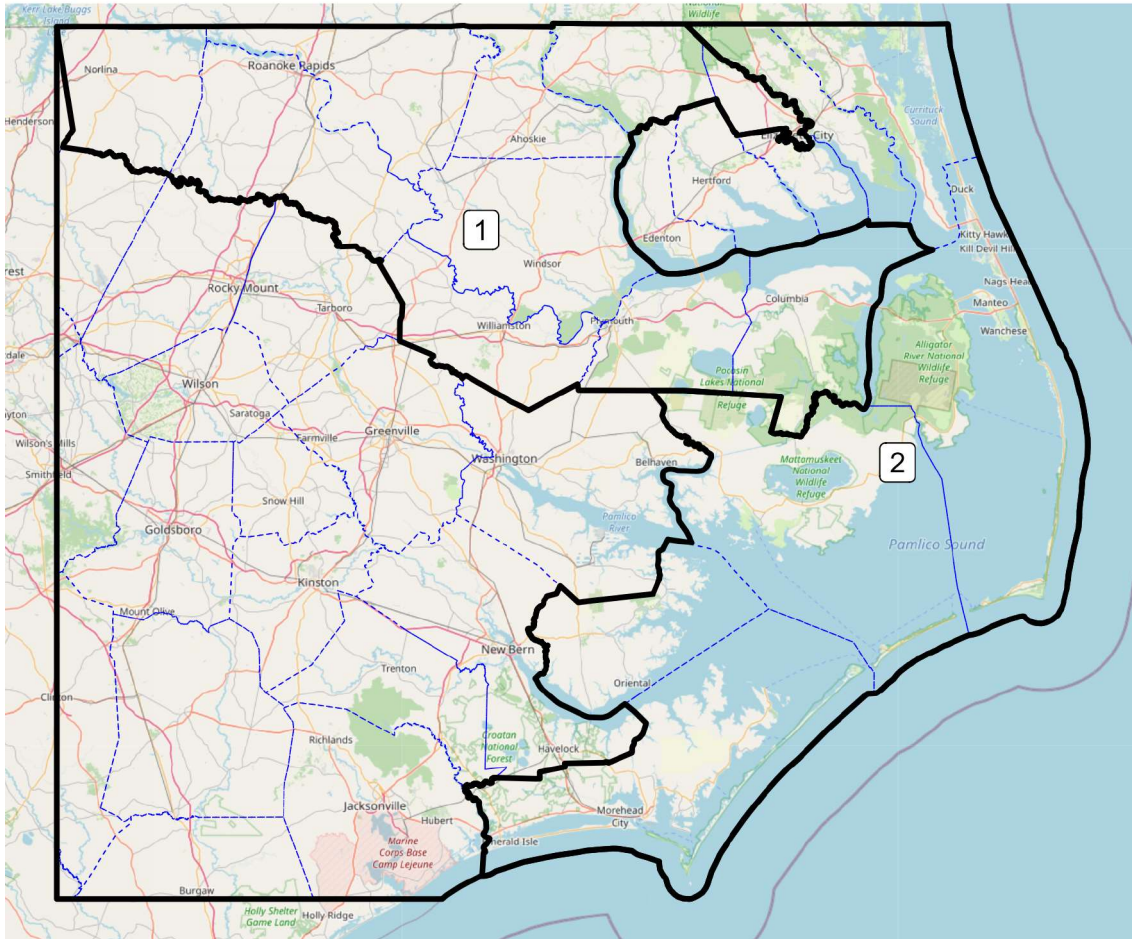 Kerr Lake Buggs
Island
National
Wildlife
Refuge
Norlina
Roanoke Rapids
Currituck
Sound
Henderson
Ahoskie
City
Hertford
Duck
1
Edenton
Kitty Hawk
Kill Devil Hills
Windsor
Rocky Mount
Nags Head
Columbia
Manteo
Tarboro
Williamston
Plymouth
Wanchese
Alligator
River National
Wildlife
Refuge
Pocosin
Lakes National
Refuge
Wilson
Saratoga
Farmville
Greenville
Wilson's Mills
Washington
Belhaven
2
Smithfield
Mattamuskeet
National
Wildlife
Refuge
Snow Hill
Pamlico
River
Goldsboro
Pamlico Sound
Kinston
Mount Olive
New Bern
Trenton
Oriental
Clinton
Richlands
Croatan
National
Forest
Havelock
Jacksonville
Hubert
Morehead
City
Emerald Isle
Marine
Corps Base
Camp Lejeune
Burgaw
Holly Shelter
Game Land
Holly Ridge